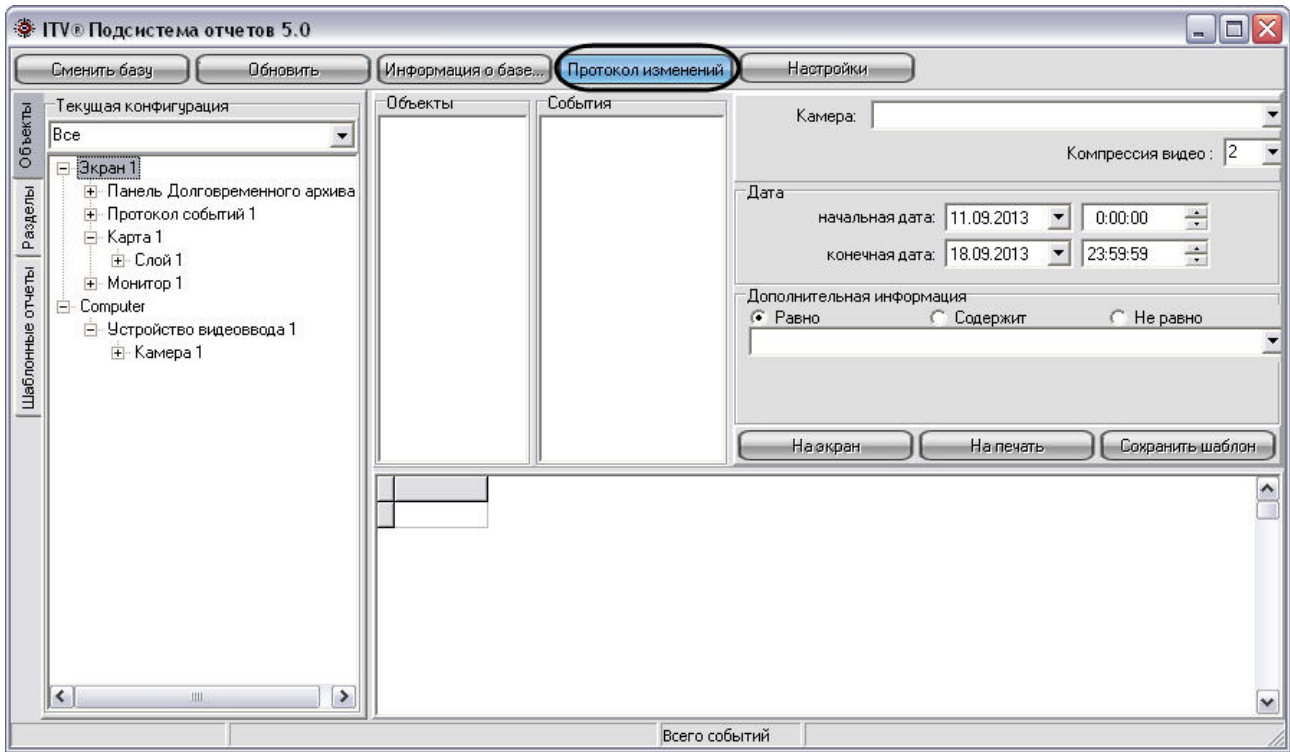 ITV® Подсистема отчетов 5.0
Сменить базу
Обновить
Информация о базе...
Протокол изменений
Настройки
Объекты
Разделы
Шаблонные отчеты
Текущая конфигурация
Все
Экран 1
Панель Долговременного архива
Протокол событий 1
Карта 1
Слой 1
Монитор 1
Computer
Устройство видеоввода 1
Камера 1
Объекты
События
Камера:
Компрессия видео : 2
Дата
начальная дата: 11.09.2013 0:00:00
конечная дата: 18.09.2013 23:59:59
Дополнительная информация
Равно Содержит Не равно
На экран
На печать
Сохранить шаблон
Всего событий